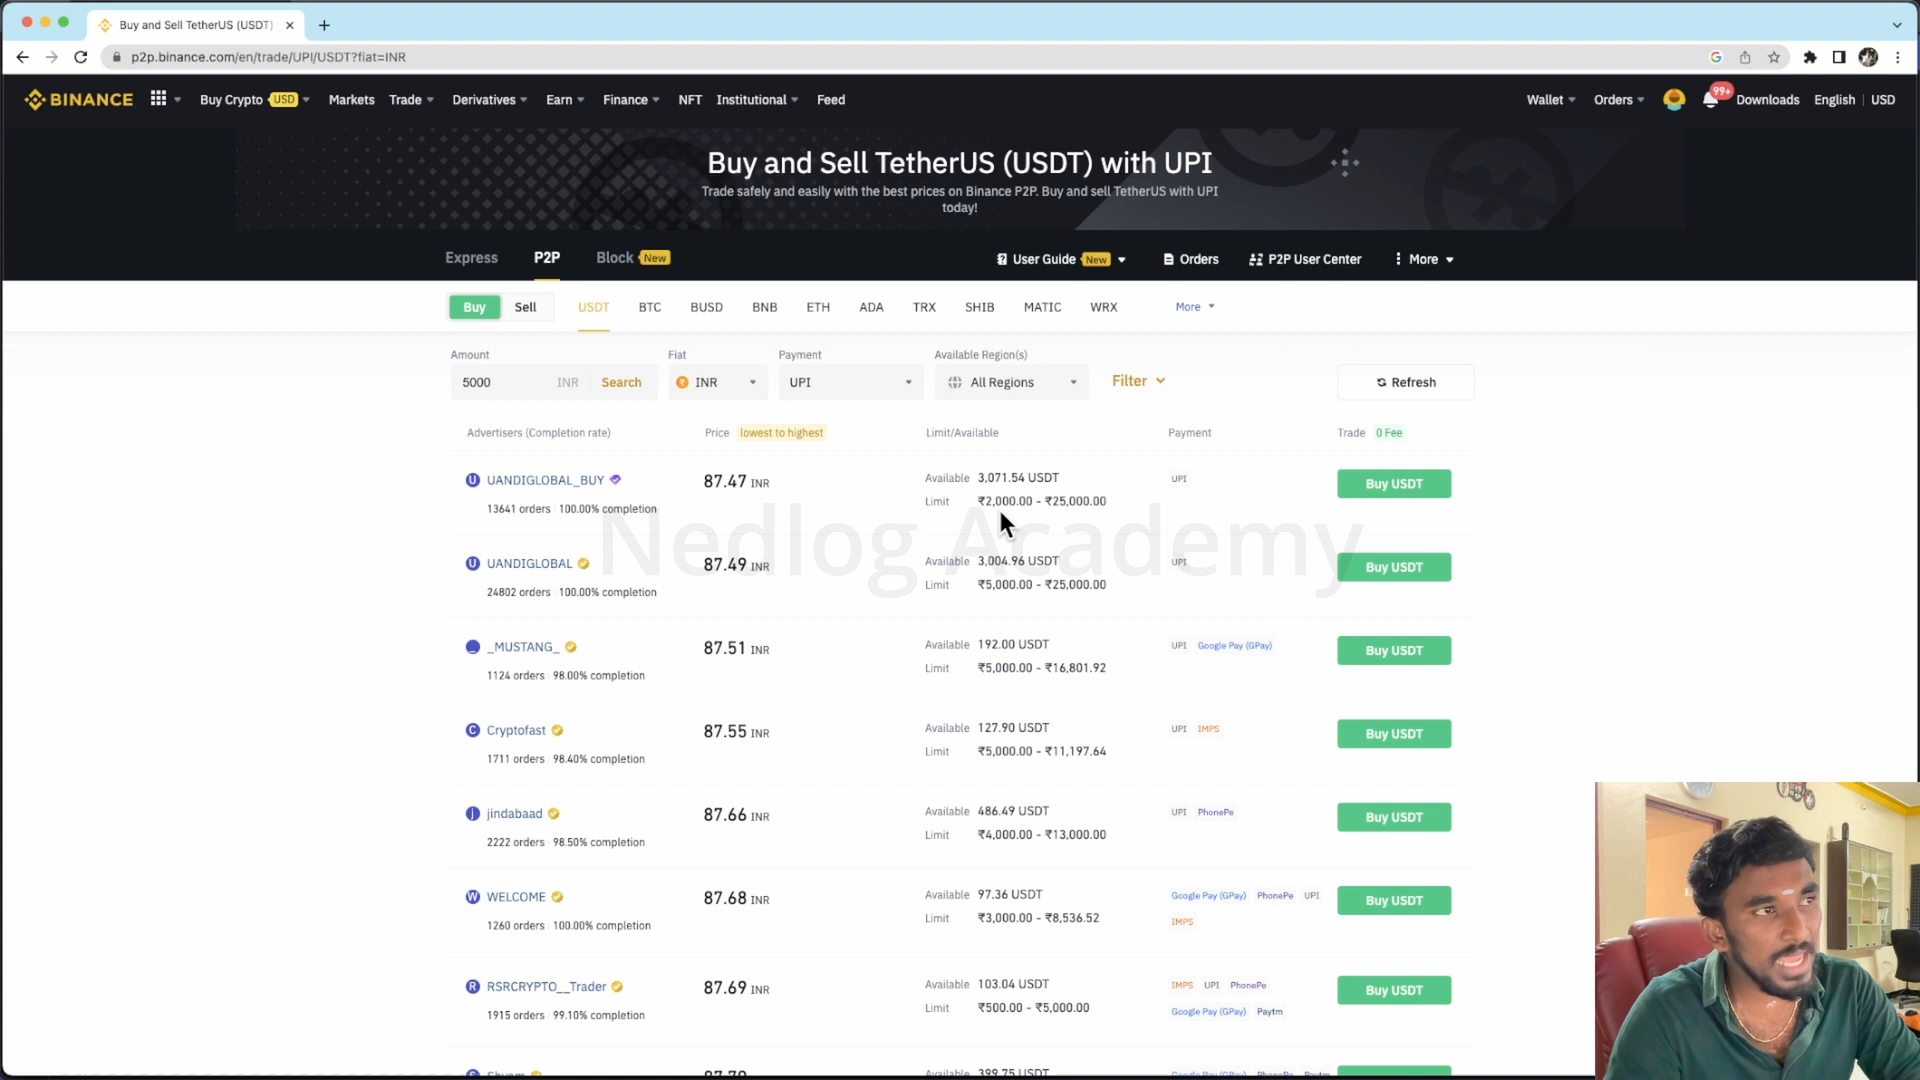 Buy and Sell TetherUS (USDT)
p2p.binance.com/en/trade/UPI/USDT?fiat=INR
BINANCE Buy Crypto USD Markets Trade Derivatives Earn Finance NFT Institutional Feed Wallet Orders 99+ Downloads English USD
Buy and Sell TetherUS (USDT) with UPI
Trade safely and easily with the best prices on Binance P2P. Buy and sell TetherUS with UPI
today!
Express P2P Block New User Guide New Orders P2P User Center More
Buy Sell USDT BTC BUSD BNB ETH ADA TRX SHIB MATIC WRX More
Amount Fiat Payment Available Region(s)
5000 INR Search INR UPI All Regions Filter Refresh
Advertisers (Completion rate) Price lowest to highest Limit/Available Payment Trade 0 Fee
U UANDIGLOBAL_BUY 87.47 INR Available 3,071.54 USDT UPI Buy USDT
13641 orders 100.00% completion Limit ₹2,000.00 - ₹25,000.00
Nedlog Academy
U UANDIGLOBAL 87.49 INR Available 3,004.96 USDT UPI Buy USDT
24802 orders 100.00% completion Limit ₹5,000.00 - ₹25,000.00
_ _MUSTANG_ 87.51 INR Available 192.00 USDT UPI Google Pay (GPay) Buy USDT
1124 orders 98.00% completion Limit ₹5,000.00 - ₹16,801.92
C Cryptofast 87.55 INR Available 127.90 USDT UPI IMPS Buy USDT
1711 orders 98.40% completion Limit ₹5,000.00 - ₹11,197.64
j jindabaad 87.66 INR Available 486.49 USDT UPI PhonePe Buy USDT
2222 orders 98.50% completion Limit ₹4,000.00 - ₹13,000.00
W WELCOME 87.68 INR Available 97.36 USDT Google Pay (GPay) PhonePe UPI Buy USDT
1260 orders 100.00% completion Limit ₹3,000.00 - ₹8,536.52 IMPS
R RSRCRYPTO__Trader 87.69 INR Available 103.04 USDT IMPS UPI PhonePe Buy USDT
1915 orders 99.10% completion Limit ₹500.00 - ₹5,000.00 Google Pay (GPay) Paytm
Available 399.75 USDT Google Pay (GPay) PhonePe Paytm